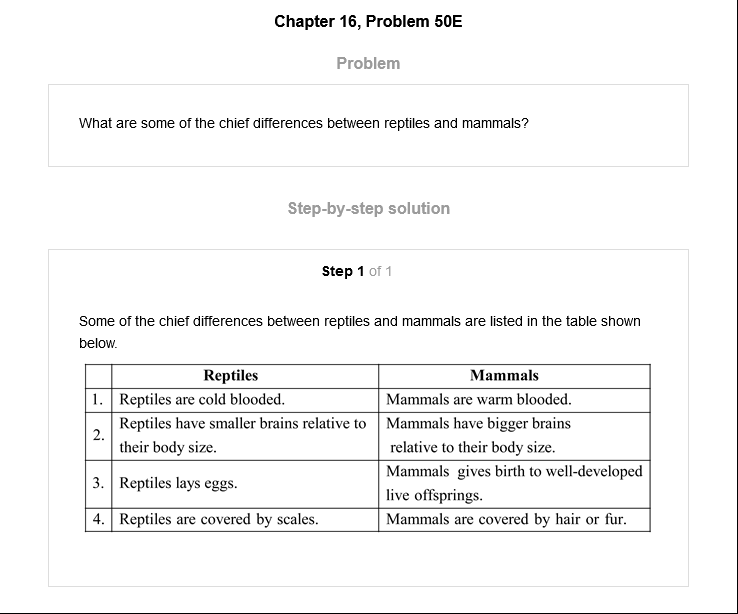 Chapter 16, Problem 50E
Problem
What are some of the chief differences between reptiles and mammals?
Step-by-step solution
Step 1 of 1
Some of the chief differences between reptiles and mammals are listed in the table shown
below.
Reptiles Mammals
1. Reptiles are cold blooded. Mammals are warm blooded.
2. Reptiles have smaller brains relative to their body size. Mammals have bigger brains relative to their body size.
3. Reptiles lays eggs. Mammals gives birth to well-developed live offsprings.
4. Reptiles are covered by scales. Mammals are covered by hair or fur.